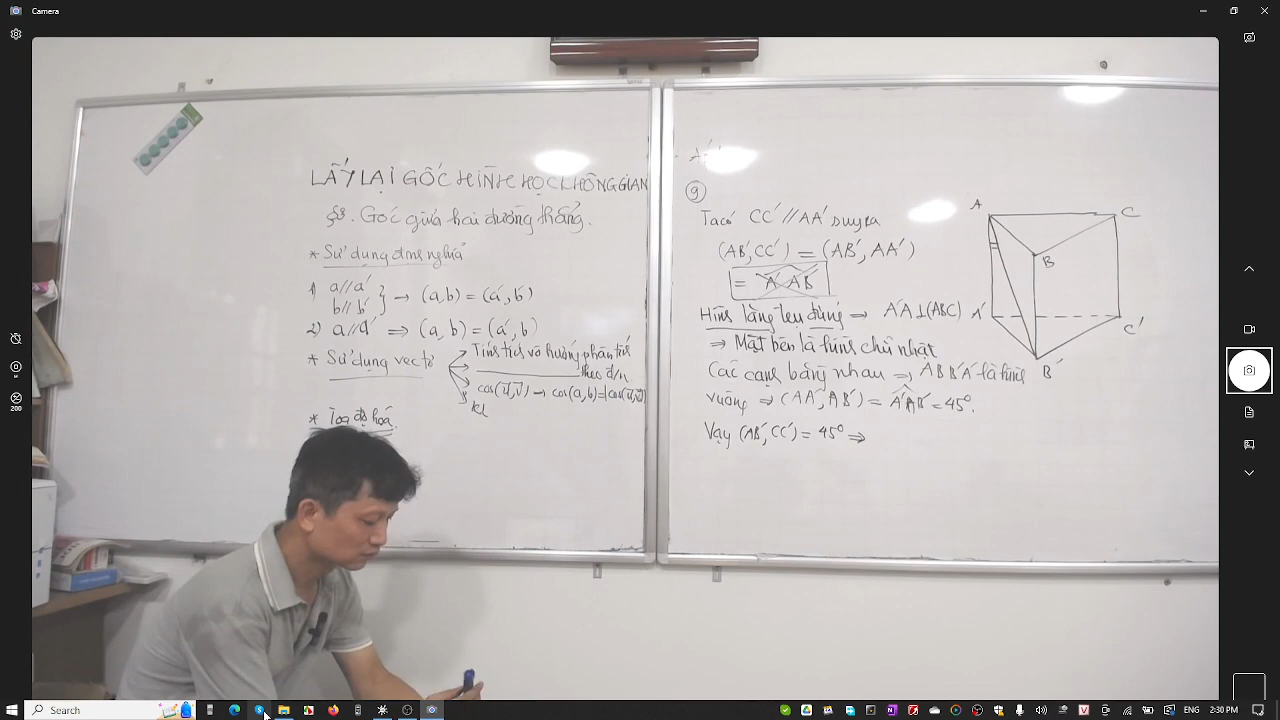 Camera
LẤY LẠI GỐC HÌNH HỌC KHÔNG GIAN
§8. Góc giữa hai đường thẳng.
* Sử dụng định nghĩa
1) a//a'
b//b' } → (a,b) = (a',b')
2) a//a' ⇒ (a,b) = (a',b)
* Sử dụng vectơ
Tính tích vô hướng, phân tích
theo đ/n
cos(u,v) → cos(a,b)=|cos(u,v)|
kl
* Toạ độ hoá.
9
Ta có CC' // AA' suy ra
(AB',CC') = (AB',AA')
= A'AB'
Hình lăng trụ đứng ⇒ A'A⊥(ABC)
⇒ Mặt bên là hình chữ nhật
Các cạnh bằng nhau ⇒ ABB'A' là hình
vuông ⇒ (AA',AB') = A'AB' = 45°.
Vậy (AB',CC') = 45° ⇒
A
C
B
A'
C'
B'
200
Search
2:30 PM